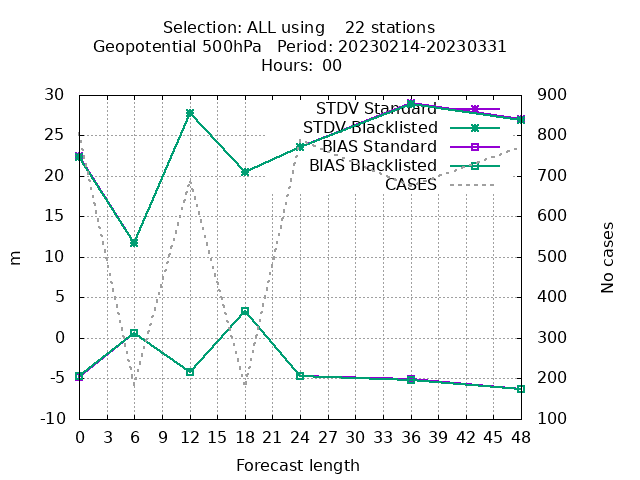 Selection: ALL using    22 stations
Geopotential 500hPa   Period: 20230214-20230331
Hours: 00
STDV Standard
STDV Blacklisted
BIAS Standard
BIAS Blacklisted
CASES
30 900
25 800
20 700
15 600
10 500
5 400
0 300
-5 200
-10 100
m
No cases
0 3 6 9 12 15 18 21 24 27 30 33 36 39 42 45 48
Forecast length